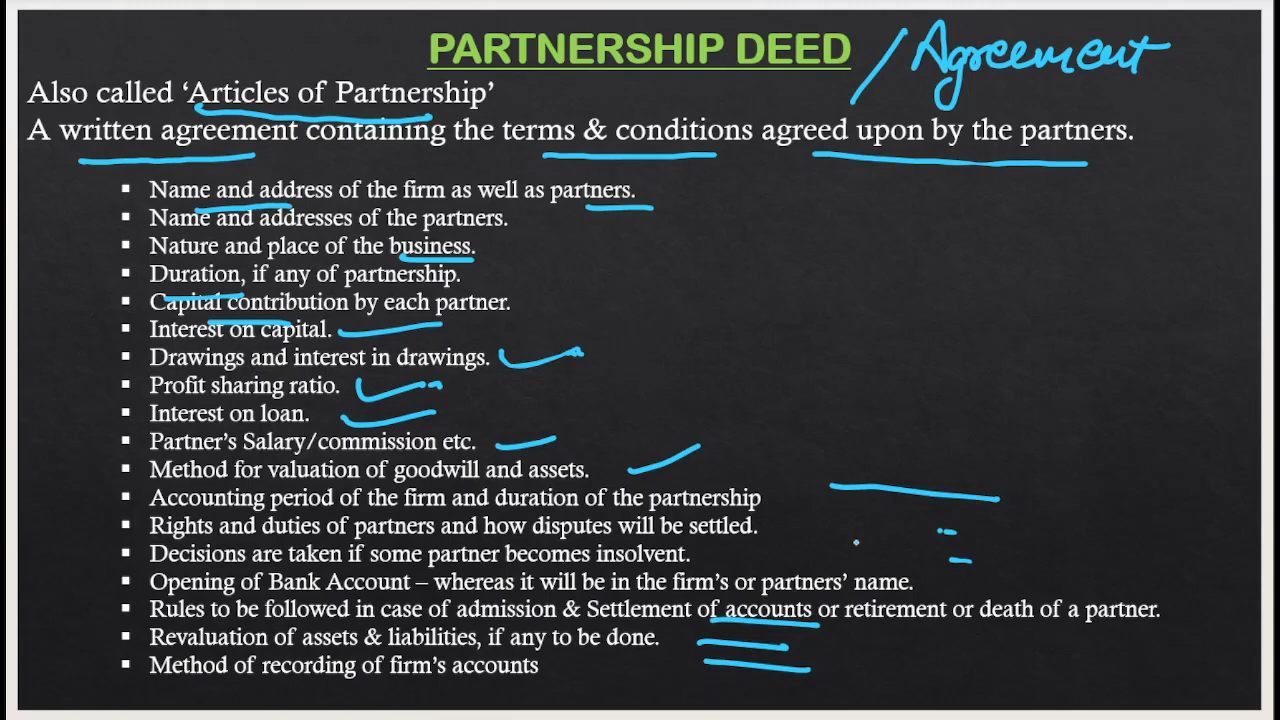 PARTNERSHIP DEED / Agreement
Also called ‘Articles of Partnership’
A written agreement containing the terms & conditions agreed upon by the partners.
▪ Name and address of the firm as well as partners.
▪ Name and addresses of the partners.
▪ Nature and place of the business.
▪ Duration, if any of partnership.
▪ Capital contribution by each partner.
▪ Interest on capital.
▪ Drawings and interest in drawings.
▪ Profit sharing ratio.
▪ Interest on loan.
▪ Partner’s Salary/commission etc.
▪ Method for valuation of goodwill and assets.
▪ Accounting period of the firm and duration of the partnership
▪ Rights and duties of partners and how disputes will be settled.
▪ Decisions are taken if some partner becomes insolvent.
▪ Opening of Bank Account – whereas it will be in the firm’s or partners’ name.
▪ Rules to be followed in case of admission & Settlement of accounts or retirement or death of a partner.
▪ Revaluation of assets & liabilities, if any to be done.
▪ Method of recording of firm’s accounts